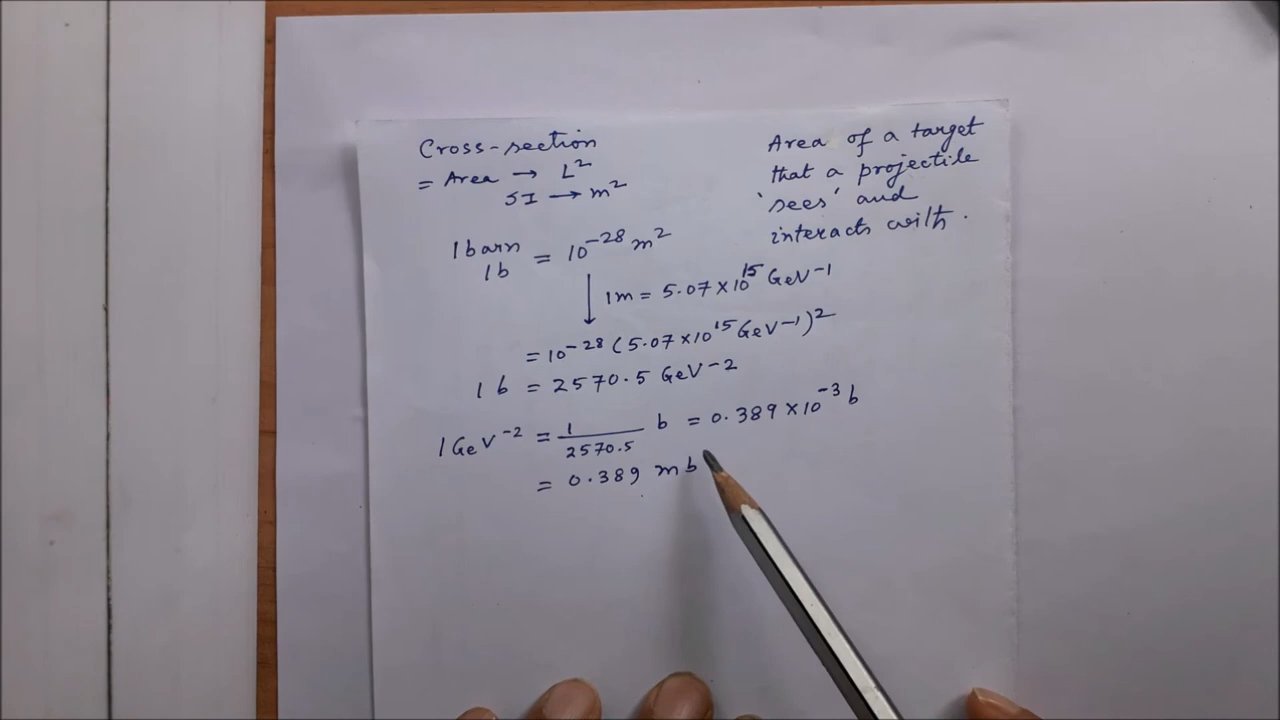 Cross-section
= Area → L²
SI → m²
Area of a target
that a projectile
'sees' and
interacts with.
1 barn
1 b = 10⁻²⁸ m²
1m = 5.07 × 10¹⁵ GeV⁻¹
= 10⁻²⁸ (5.07 × 10¹⁵ GeV⁻¹)²
1 b = 2570.5 GeV⁻²
1 GeV⁻² = 1/2570.5 b = 0.389 × 10⁻³ b
= 0.389 mb